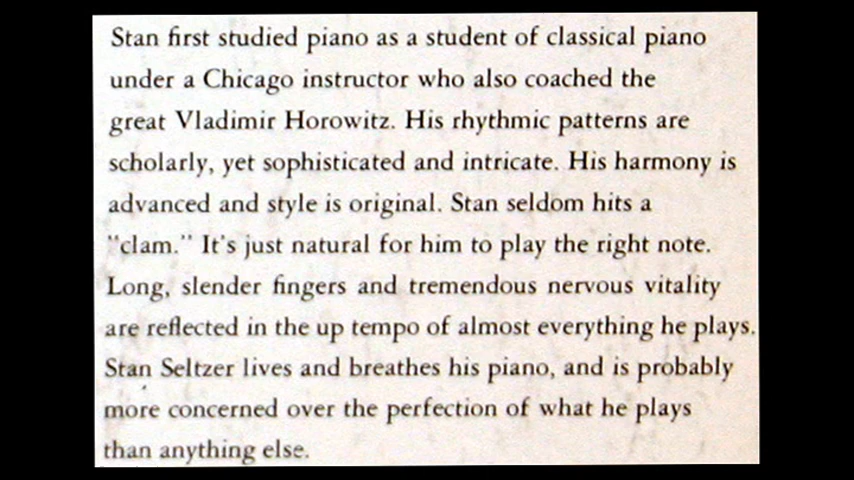 Stan first studied piano as a student of classical piano
under a Chicago instructor who also coached the
great Vladimir Horowitz. His rhythmic patterns are
scholarly, yet sophisticated and intricate. His harmony is
advanced and style is original. Stan seldom hits a
"clam." It's just natural for him to play the right note.
Long, slender fingers and tremendous nervous vitality
are reflected in the up tempo of almost everything he plays.
Stan Seltzer lives and breathes his piano, and is probably
more concerned over the perfection of what he plays
than anything else.